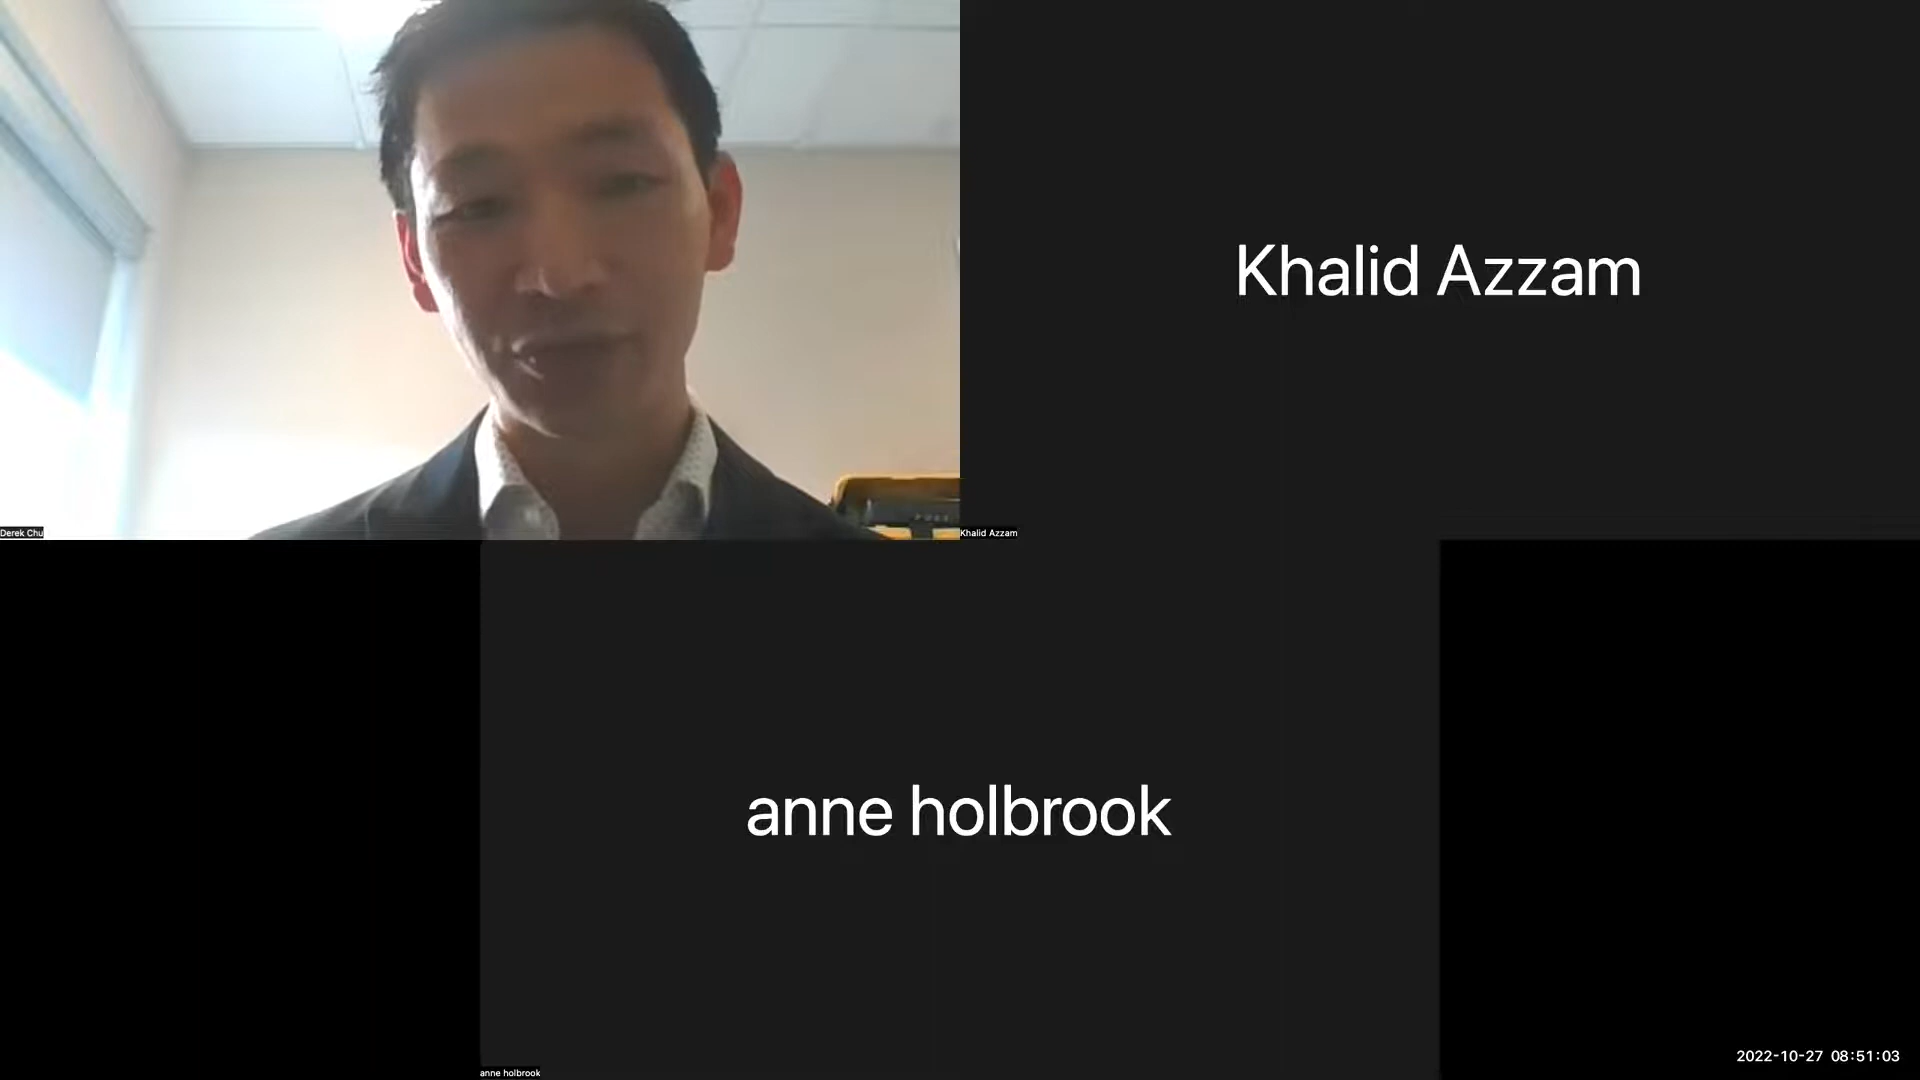 Khalid Azzam
Derek Chu
Khalid Azzam
anne holbrook
anne holbrook
2022-10-27 08:51:03